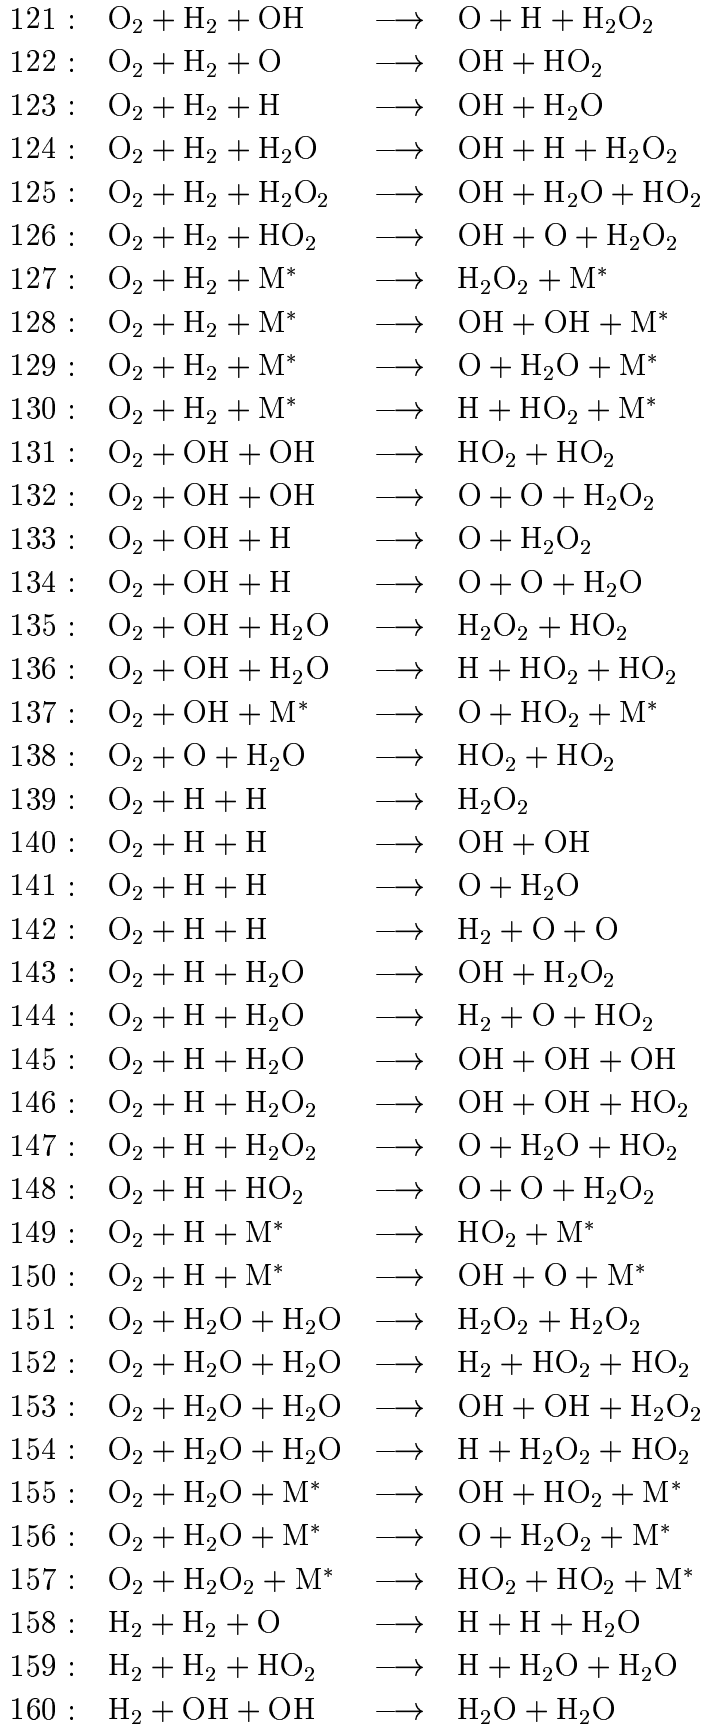 121 : O₂ + H₂ + OH ⟶ O + H + H₂O₂
122 : O₂ + H₂ + O ⟶ OH + HO₂
123 : O₂ + H₂ + H ⟶ OH + H₂O
124 : O₂ + H₂ + H₂O ⟶ OH + H + H₂O₂
125 : O₂ + H₂ + H₂O₂ ⟶ OH + H₂O + HO₂
126 : O₂ + H₂ + HO₂ ⟶ OH + O + H₂O₂
127 : O₂ + H₂ + M* ⟶ H₂O₂ + M*
128 : O₂ + H₂ + M* ⟶ OH + OH + M*
129 : O₂ + H₂ + M* ⟶ O + H₂O + M*
130 : O₂ + H₂ + M* ⟶ H + HO₂ + M*
131 : O₂ + OH + OH ⟶ HO₂ + HO₂
132 : O₂ + OH + OH ⟶ O + O + H₂O₂
133 : O₂ + OH + H ⟶ O + H₂O₂
134 : O₂ + OH + H ⟶ O + O + H₂O
135 : O₂ + OH + H₂O ⟶ H₂O₂ + HO₂
136 : O₂ + OH + H₂O ⟶ H + HO₂ + HO₂
137 : O₂ + OH + M* ⟶ O + HO₂ + M*
138 : O₂ + O + H₂O ⟶ HO₂ + HO₂
139 : O₂ + H + H ⟶ H₂O₂
140 : O₂ + H + H ⟶ OH + OH
141 : O₂ + H + H ⟶ O + H₂O
142 : O₂ + H + H ⟶ H₂ + O + O
143 : O₂ + H + H₂O ⟶ OH + H₂O₂
144 : O₂ + H + H₂O ⟶ H₂ + O + HO₂
145 : O₂ + H + H₂O ⟶ OH + OH + OH
146 : O₂ + H + H₂O₂ ⟶ OH + OH + HO₂
147 : O₂ + H + H₂O₂ ⟶ O + H₂O + HO₂
148 : O₂ + H + HO₂ ⟶ O + O + H₂O₂
149 : O₂ + H + M* ⟶ HO₂ + M*
150 : O₂ + H + M* ⟶ OH + O + M*
151 : O₂ + H₂O + H₂O ⟶ H₂O₂ + H₂O₂
152 : O₂ + H₂O + H₂O ⟶ H₂ + HO₂ + HO₂
153 : O₂ + H₂O + H₂O ⟶ OH + OH + H₂O₂
154 : O₂ + H₂O + H₂O ⟶ H + H₂O₂ + HO₂
155 : O₂ + H₂O + M* ⟶ OH + HO₂ + M*
156 : O₂ + H₂O + M* ⟶ O + H₂O₂ + M*
157 : O₂ + H₂O₂ + M* ⟶ HO₂ + HO₂ + M*
158 : H₂ + H₂ + O ⟶ H + H + H₂O
159 : H₂ + H₂ + HO₂ ⟶ H + H₂O + H₂O
160 : H₂ + OH + OH ⟶ H₂O + H₂O